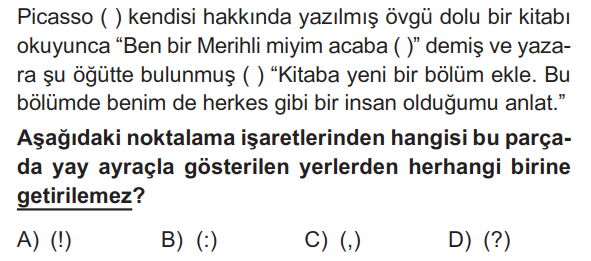 Picasso ( ) kendisi hakkında yazılmış övgü dolu bir kitabı
okuyunca “Ben bir Merihli miyim acaba ( )” demiş ve yaza-
ra şu öğütte bulunmuş ( ) “Kitaba yeni bir bölüm ekle. Bu
bölümde benim de herkes gibi bir insan olduğumu anlat.”
Aşağıdaki noktalama işaretlerinden hangisi bu parça-
da yay ayraçla gösterilen yerlerden herhangi birine
getirilemez?
A) (!) B) (:) C) (,) D) (?)